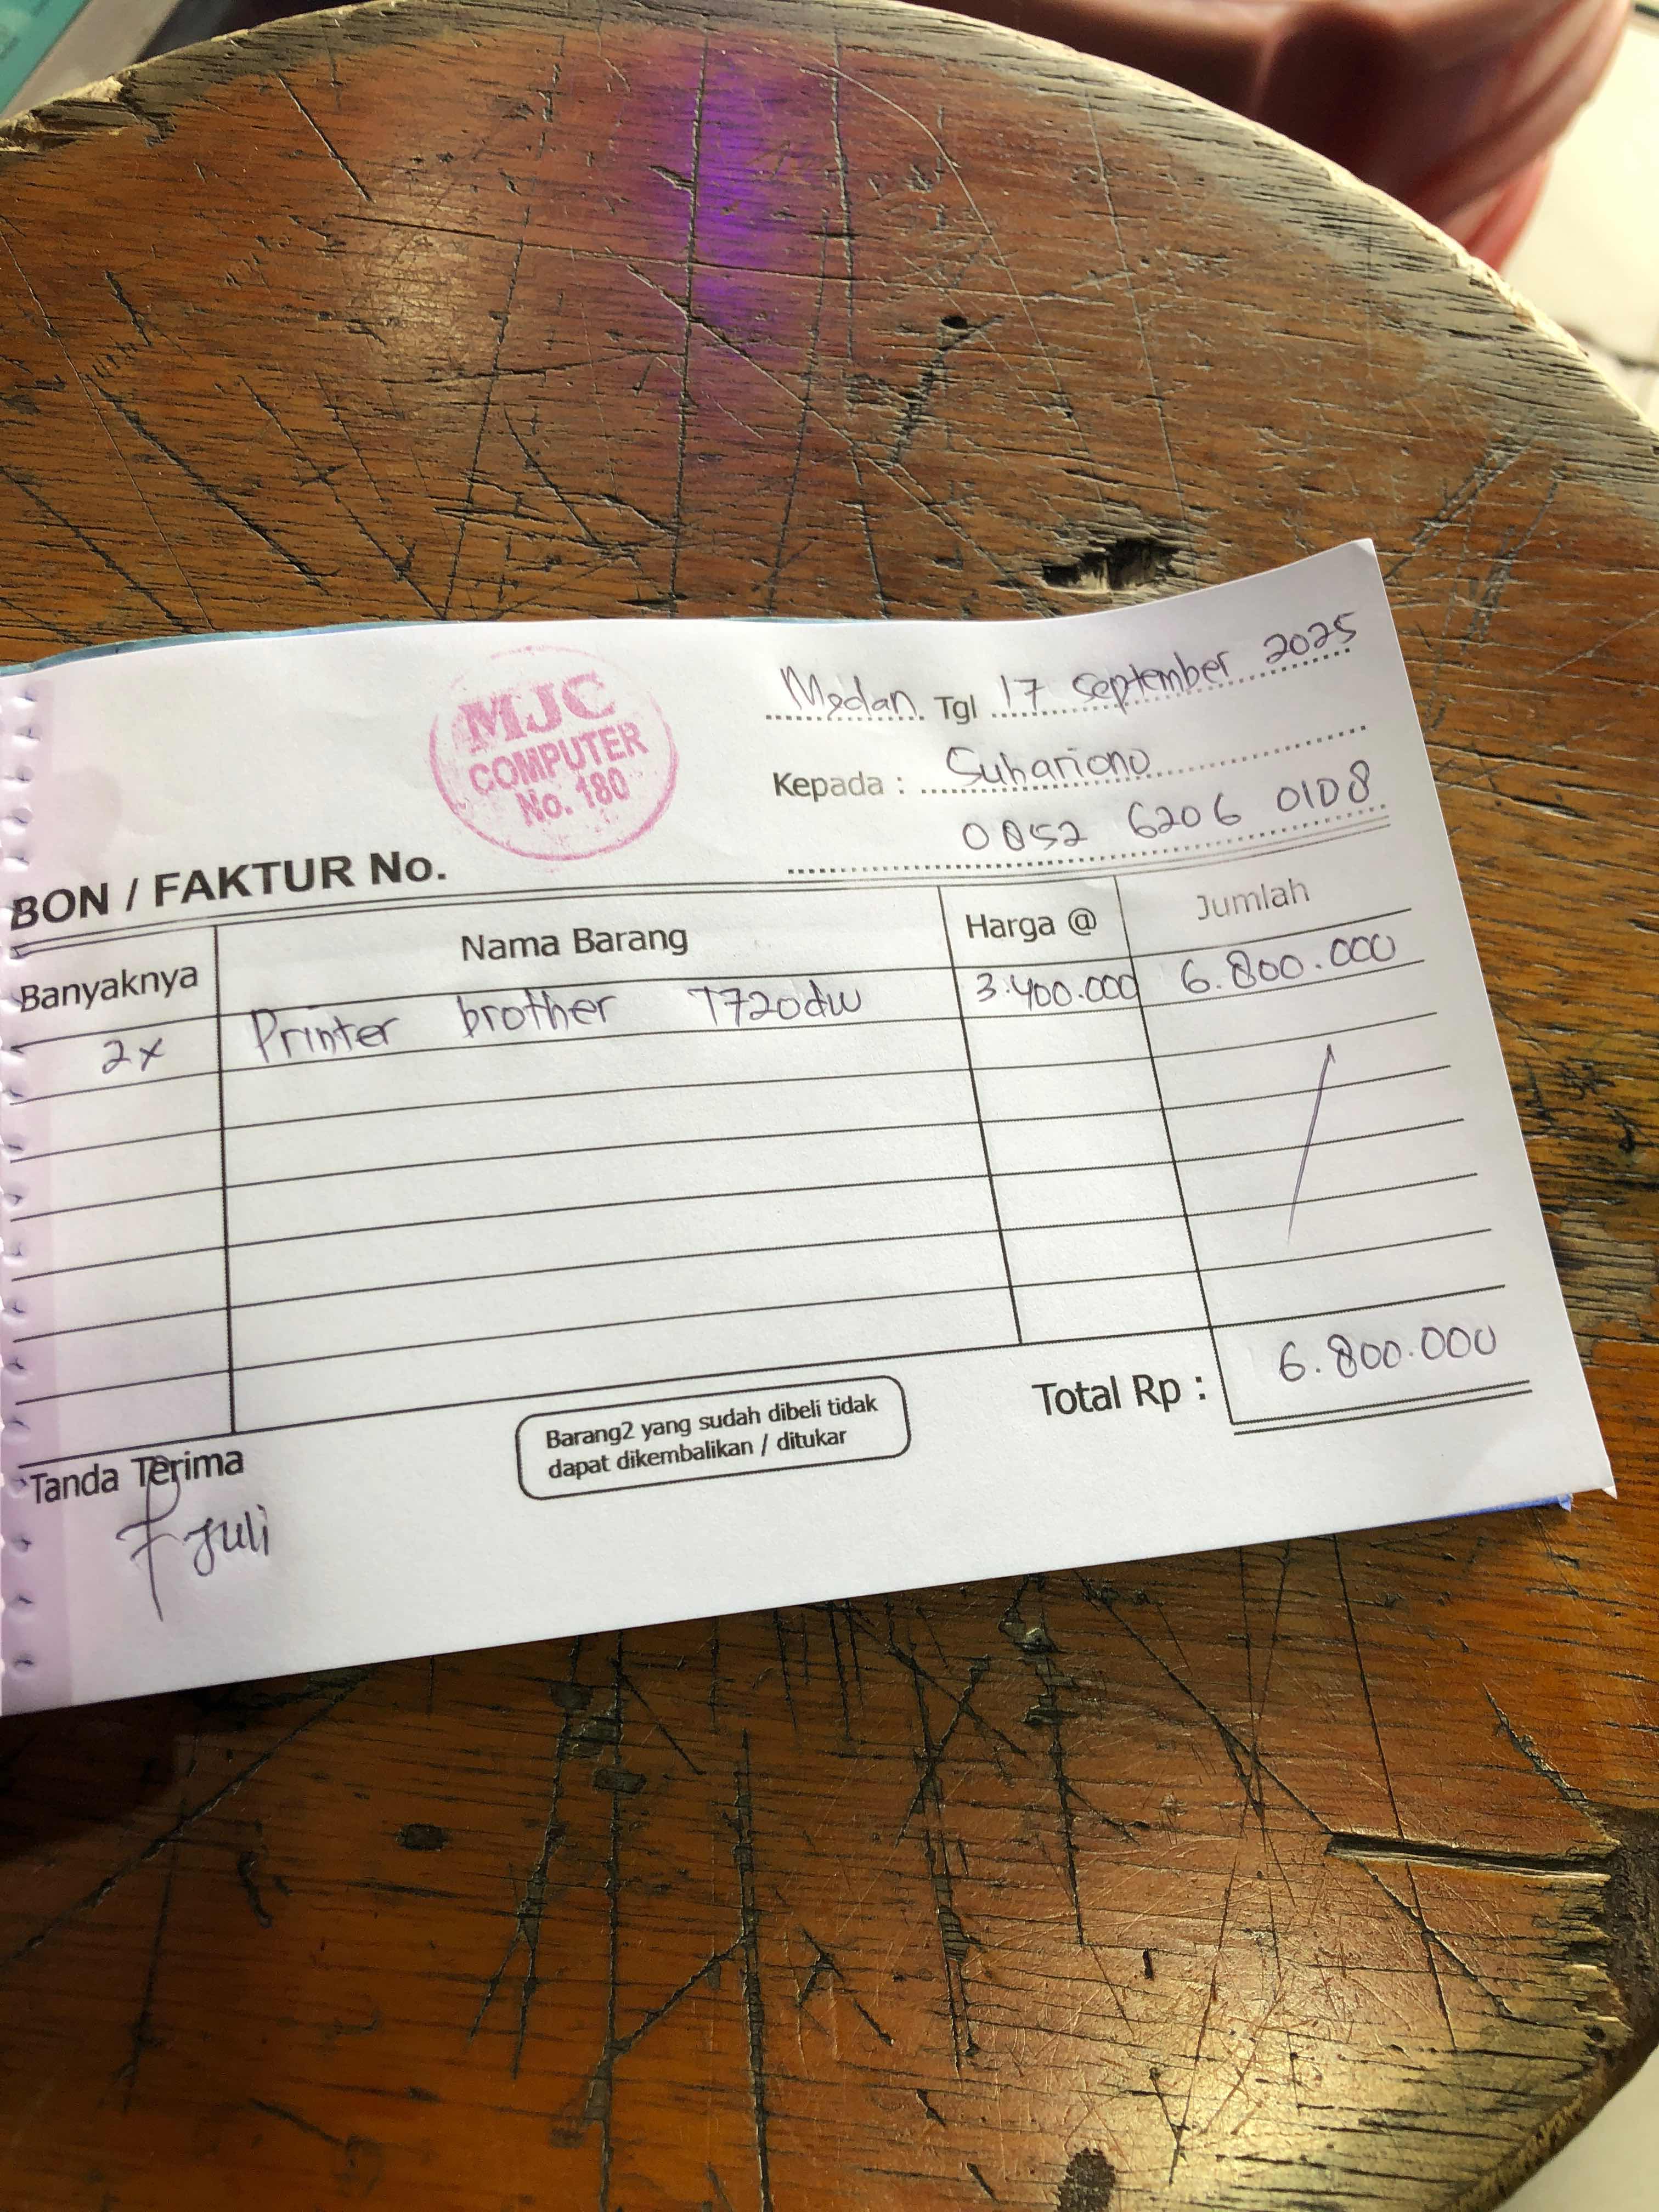 MJC
COMPUTER
No. 180
Medan Tgl 17 September 2025
Kepada : Suhariono
0852 6206 0108
BON / FAKTUR No.
Banyaknya Nama Barang Harga @ Jumlah
2x Printer brother T720dw 3.400.000 6.800.000
Total Rp : 6.800.000
Barang2 yang sudah dibeli tidak
dapat dikembalikan / ditukar
Tanda Terima
Juli